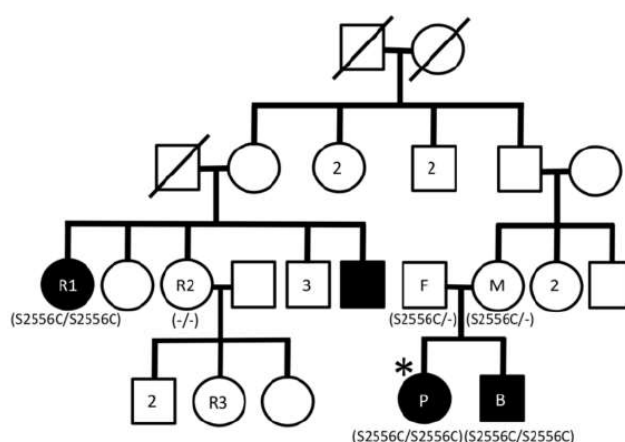 2 2
R1 R2 3 F M 2
(S2556C/S2556C) (-/-) (S2556C/-) (S2556C/-)
2 R3 * P B
(S2556C/S2556C) (S2556C/S2556C)